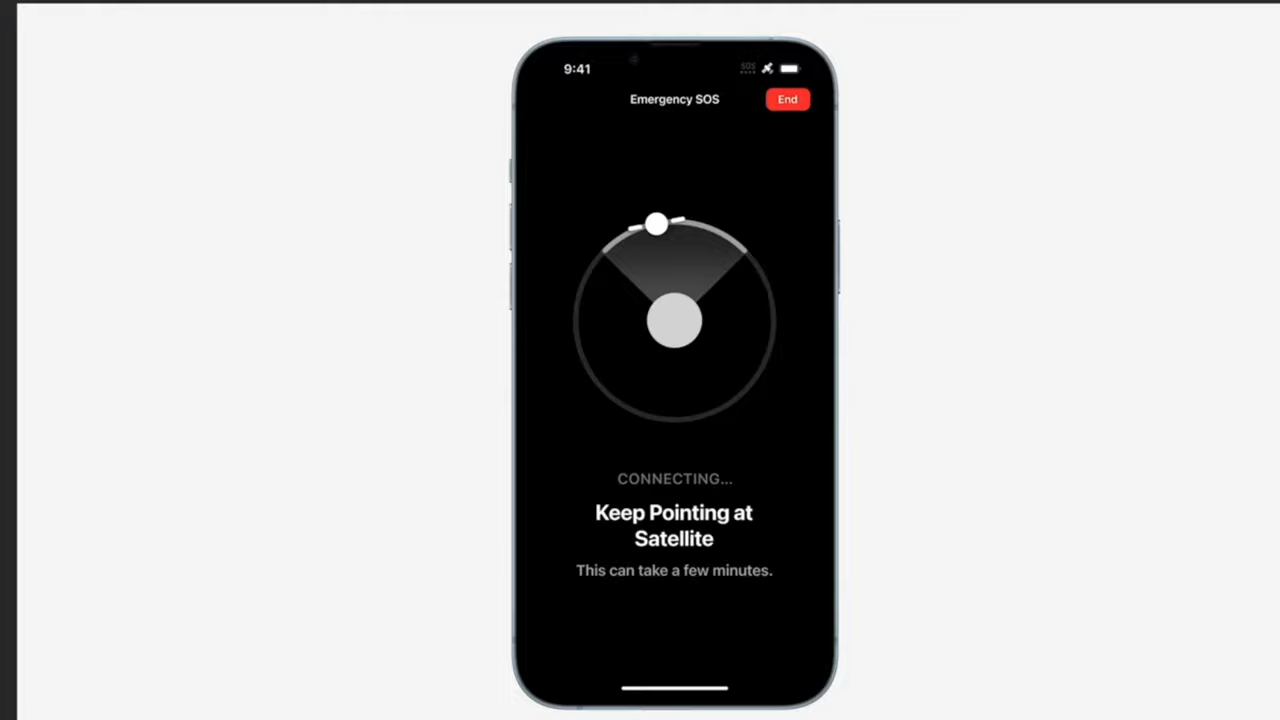 9:41
SOS
Emergency SOS
End
CONNECTING...
Keep Pointing at
Satellite
This can take a few minutes.